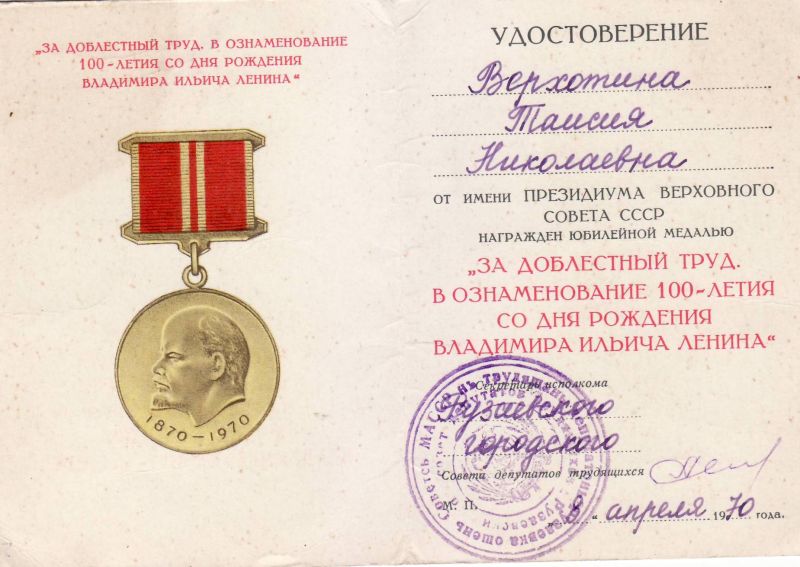 „ЗА ДОБЛЕСТНЫЙ ТРУД. В ОЗНАМЕНОВАНИЕ
100-ЛЕТИЯ СО ДНЯ РОЖДЕНИЯ
ВЛАДИМИРА ИЛЬИЧА ЛЕНИНА“
1870-1970
УДОСТОВЕРЕНИЕ
Верхотина
Таисия
Николаевна
ОТ ИМЕНИ ПРЕЗИДИУМА ВЕРХОВНОГО
СОВЕТА СССР
НАГРАЖДЕН ЮБИЛЕЙНОЙ МЕДАЛЬЮ
„ЗА ДОБЛЕСТНЫЙ ТРУД.
В ОЗНАМЕНОВАНИЕ 100-ЛЕТИЯ
СО ДНЯ РОЖДЕНИЯ
ВЛАДИМИРА ИЛЬИЧА ЛЕНИНА“
Секретарь исполкома
Рузаевского
городского
Совета депутатов трудящихся
М. П.
апреля 1970 года.